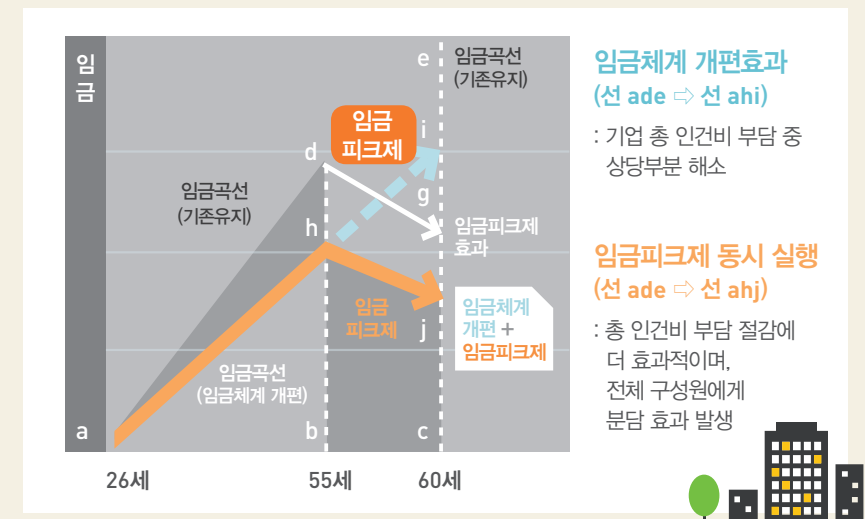 임
금
e
임금곡선
(기존유지)
임금
피크제
i
d
g
임금곡선
(기존유지)
h
임금피크제
효과
임금
피크제
j
임금체계
개편 +
임금피크제
임금곡선
(임금체계 개편)
a
b
c
26세
55세
60세
임금체계 개편효과
(선 ade ⇨ 선 ahi)
: 기업 총 인건비 부담 중
상당부분 해소
임금피크제 동시 실행
(선 ade ⇨ 선 ahj)
: 총 인건비 부담 절감에
더 효과적이며,
전체 구성원에게
분담 효과 발생